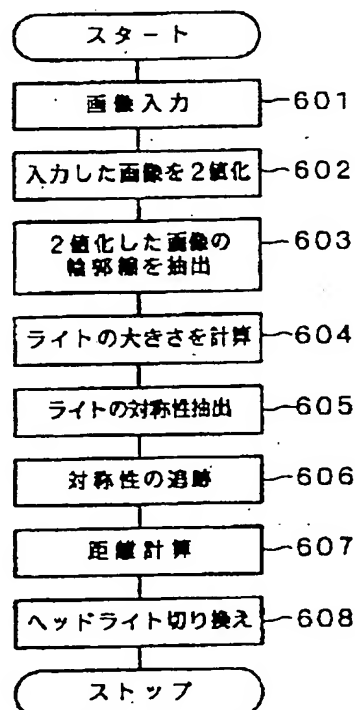 スタート
画像入力 601
入力した画像を2値化 602
2値化した画像の 603
輪郭線を抽出
ライトの大きさを計算 604
ライトの対称性抽出 605
対称性の追跡 606
距離計算 607
ヘッドライト切り換え 608
ストップ